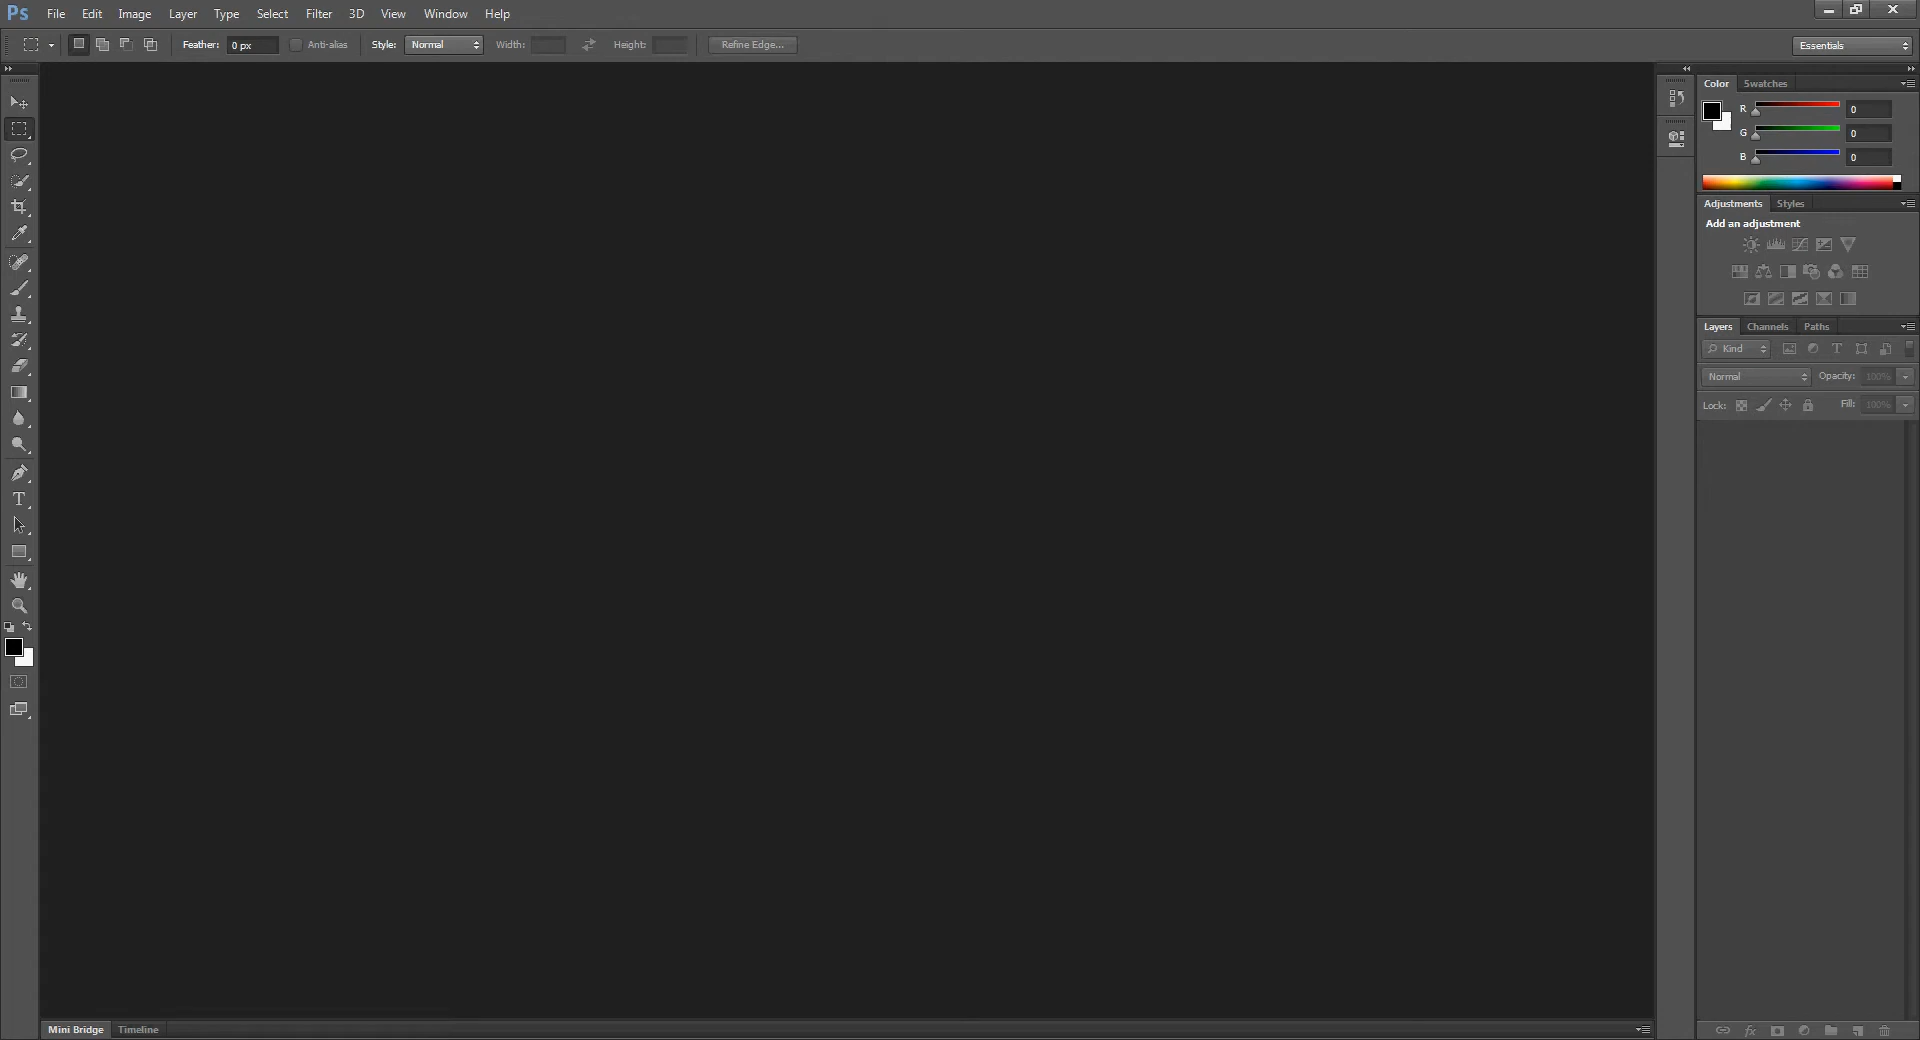 Ps File Edit Image Layer Type Select Filter 3D View Window Help
Feather: 0 px Anti-alias Style: Normal Width: Height: Refine Edge... Essentials
Color Swatches
R 0
G 0
B 0
Adjustments Styles
Add an adjustment
Layers Channels Paths
Kind T
Normal Opacity: 100%
Lock: Fill: 100%
T
Mini Bridge Timeline
fx